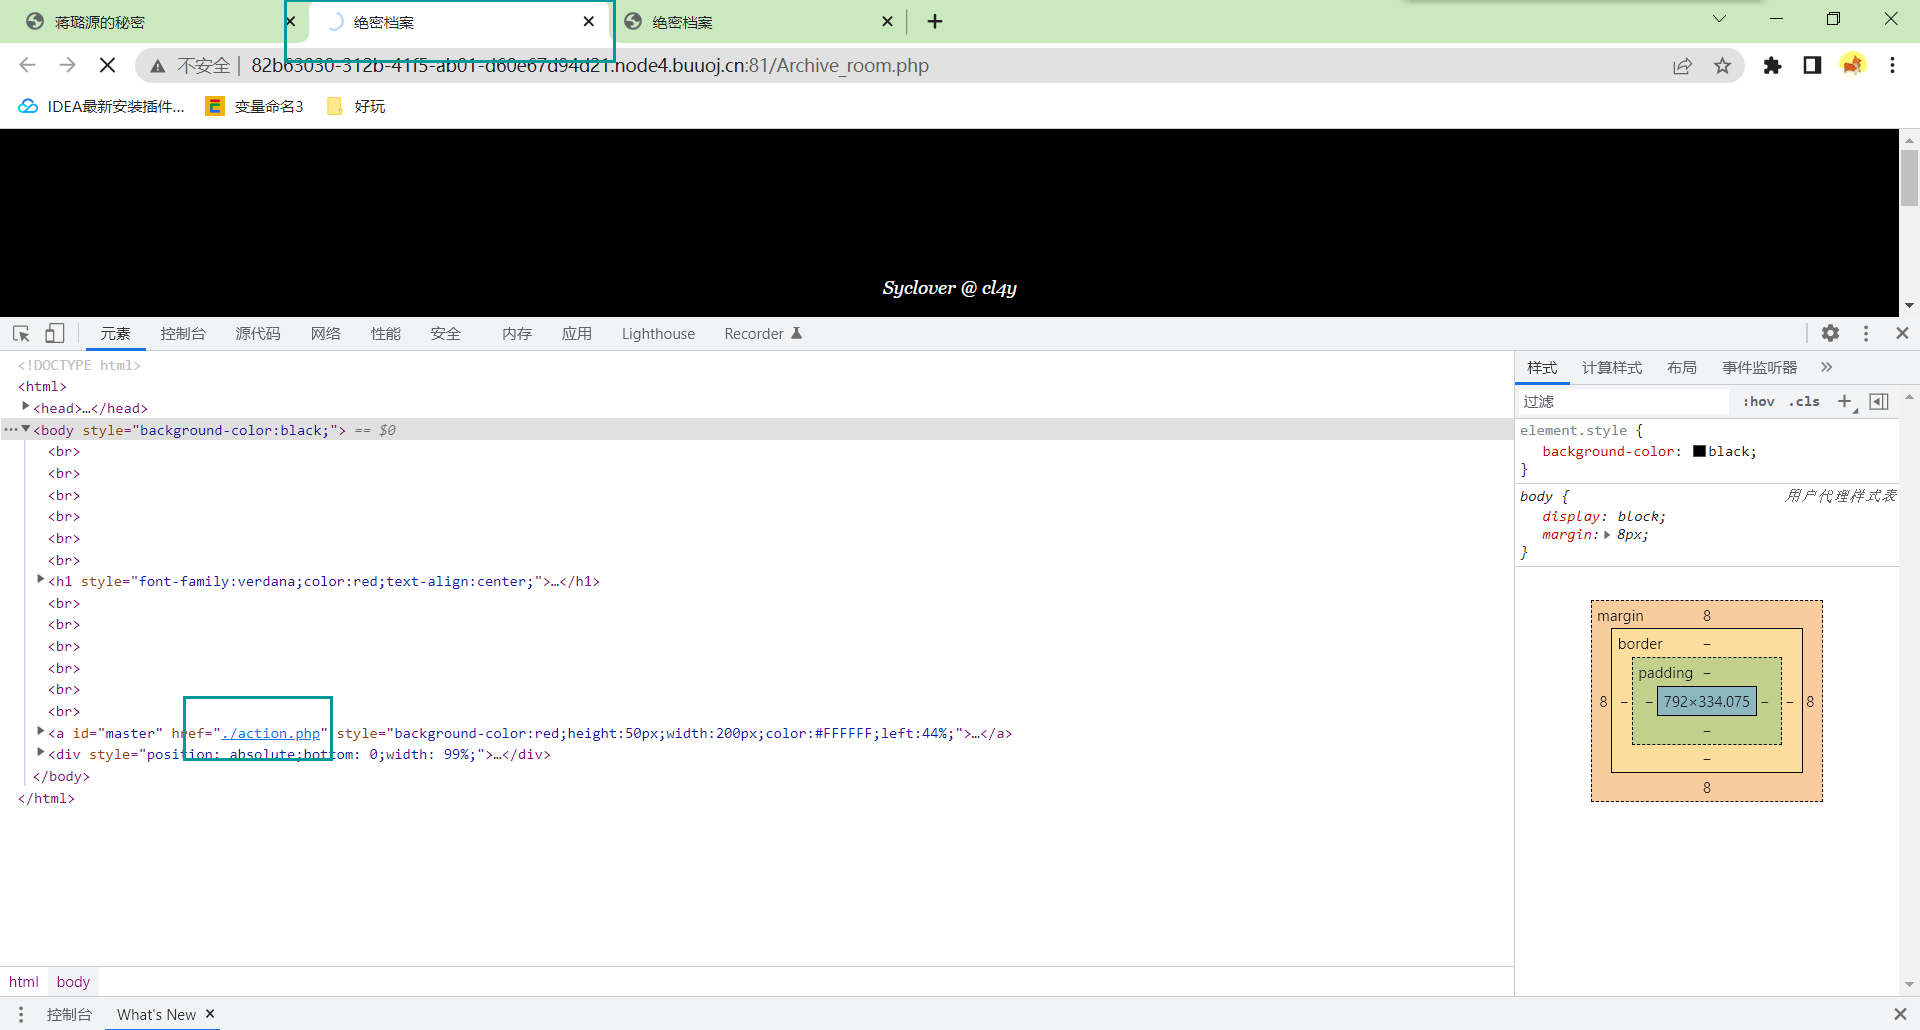 蒋璐源的秘密
绝密档案
绝密档案
不安全 | 82b63030-312b-41f5-ab01-d60e67d94d21.node4.buuoj.cn:81/Archive_room.php
IDEA最新安装插件... 变量命名3 好玩
Syclover @ cl4y
元素 控制台 源代码 网络 性能 安全 内存 应用 Lighthouse Recorder
<!DOCTYPE html>
<html>
<head>…</head>
<body style="background-color:black;"> == $0
<br>
<br>
<br>
<br>
<br>
<br>
<h1 style="font-family:verdana;color:red;text-align:center;">…</h1>
<br>
<br>
<br>
<br>
<br>
<br>
<a id="master" href="./action.php" style="background-color:red;height:50px;width:200px;color:#FFFFFF;left:44%;">…</a>
<div style="position: absolute;bottom: 0;width: 99%;">…</div>
</body>
</html>
样式 计算样式 布局 事件监听器
过滤 :hov .cls
element.style {
background-color: black;
}
body { 用户代理样式表
display: block;
margin: 8px;
}
margin 8
border –
padding –
8 – – 792×334.075 – – 8
–
–
8
html body
控制台 What's New